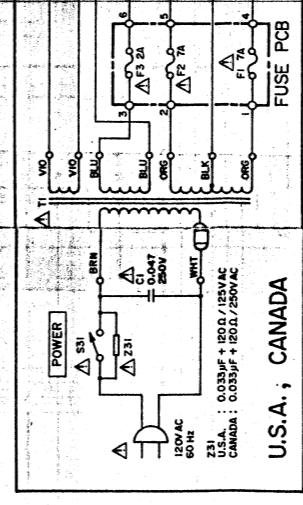 POWER
S31
Z31
120V AC
60 Hz
BRN
C1
0.047
250V
WHT
Z31
U.S.A. : 0.033µF + 120Ω / 125V AC
CANADA : 0.033µF + 120Ω / 250V AC
U.S.A. , CANADA
T1
VIO
VIO
BLU
BLU
ORG
BLK
ORG
3
2
1
F3 2A
F2 7A
F1 7A
6
5
4
FUSE PCB